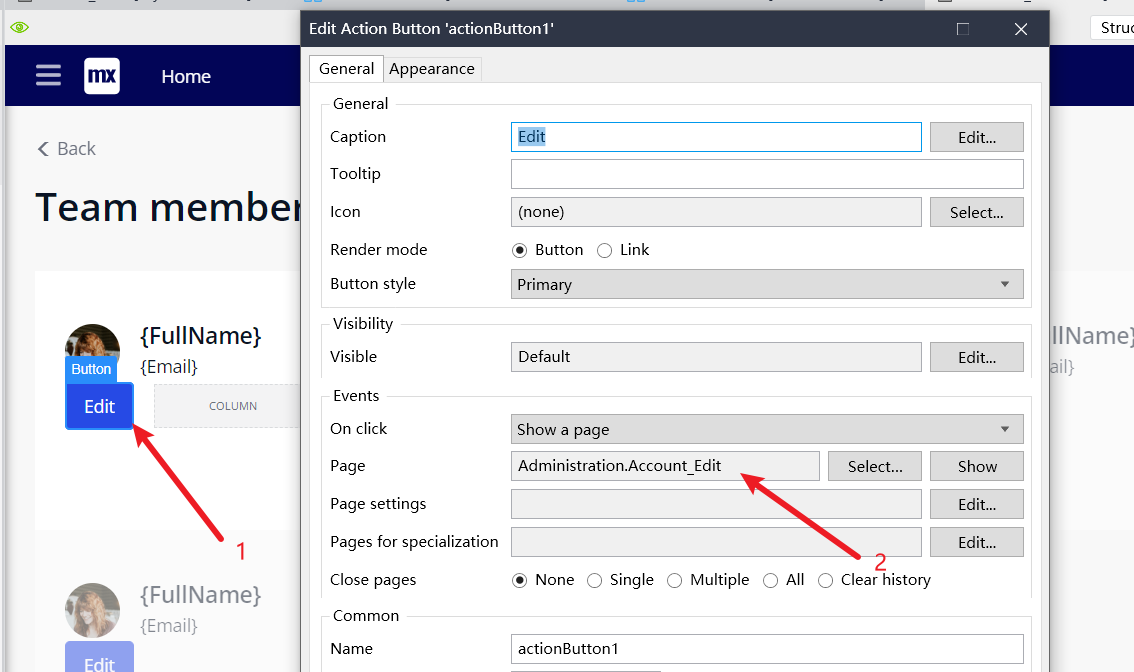 Edit Action Button 'actionButton1'
Struc
mx
Home
General Appearance
General
Caption Edit Edit...
Tooltip
Icon (none) Select...
Render mode Button Link
Button style Primary
Visibility
Visible Default Edit...
Events
On click Show a page
Page Administration.Account_Edit Select... Show
Page settings Edit...
Pages for specialization Edit...
Close pages None Single Multiple All Clear history
Common
Name actionButton1
Back
Team member
{FullName}
{Email}
Button
Edit
COLUMN
1
2
{FullName}
{Email}
Edit
llName}
ail}